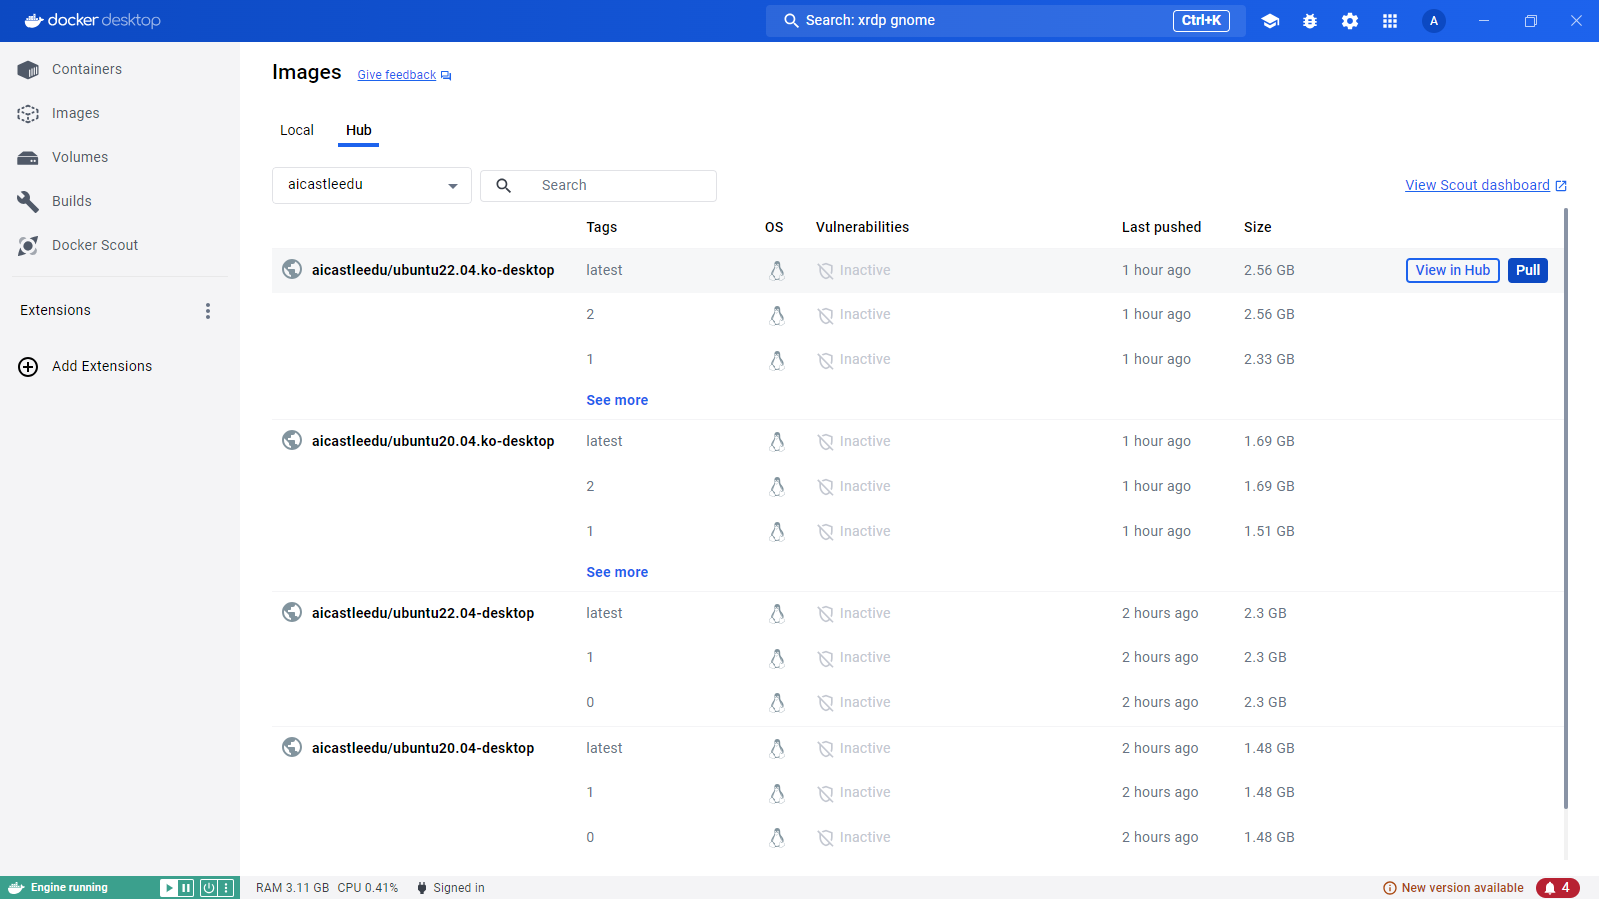 docker desktop
Search: xrdp gnome Ctrl+K A
Containers
Images
Volumes
Builds
Docker Scout
Extensions
Add Extensions
Images Give feedback
Local Hub
aicastleedu Search View Scout dashboard
Tags OS Vulnerabilities Last pushed Size
aicastleedu/ubuntu22.04.ko-desktop latest Inactive 1 hour ago 2.56 GB View in Hub Pull
2 Inactive 1 hour ago 2.56 GB
1 Inactive 1 hour ago 2.33 GB
See more
aicastleedu/ubuntu20.04.ko-desktop latest Inactive 1 hour ago 1.69 GB
2 Inactive 1 hour ago 1.69 GB
1 Inactive 1 hour ago 1.51 GB
See more
aicastleedu/ubuntu22.04-desktop latest Inactive 2 hours ago 2.3 GB
1 Inactive 2 hours ago 2.3 GB
0 Inactive 2 hours ago 2.3 GB
aicastleedu/ubuntu20.04-desktop latest Inactive 2 hours ago 1.48 GB
1 Inactive 2 hours ago 1.48 GB
0 Inactive 2 hours ago 1.48 GB
Engine running RAM 3.11 GB CPU 0.41% Signed in New version available 4